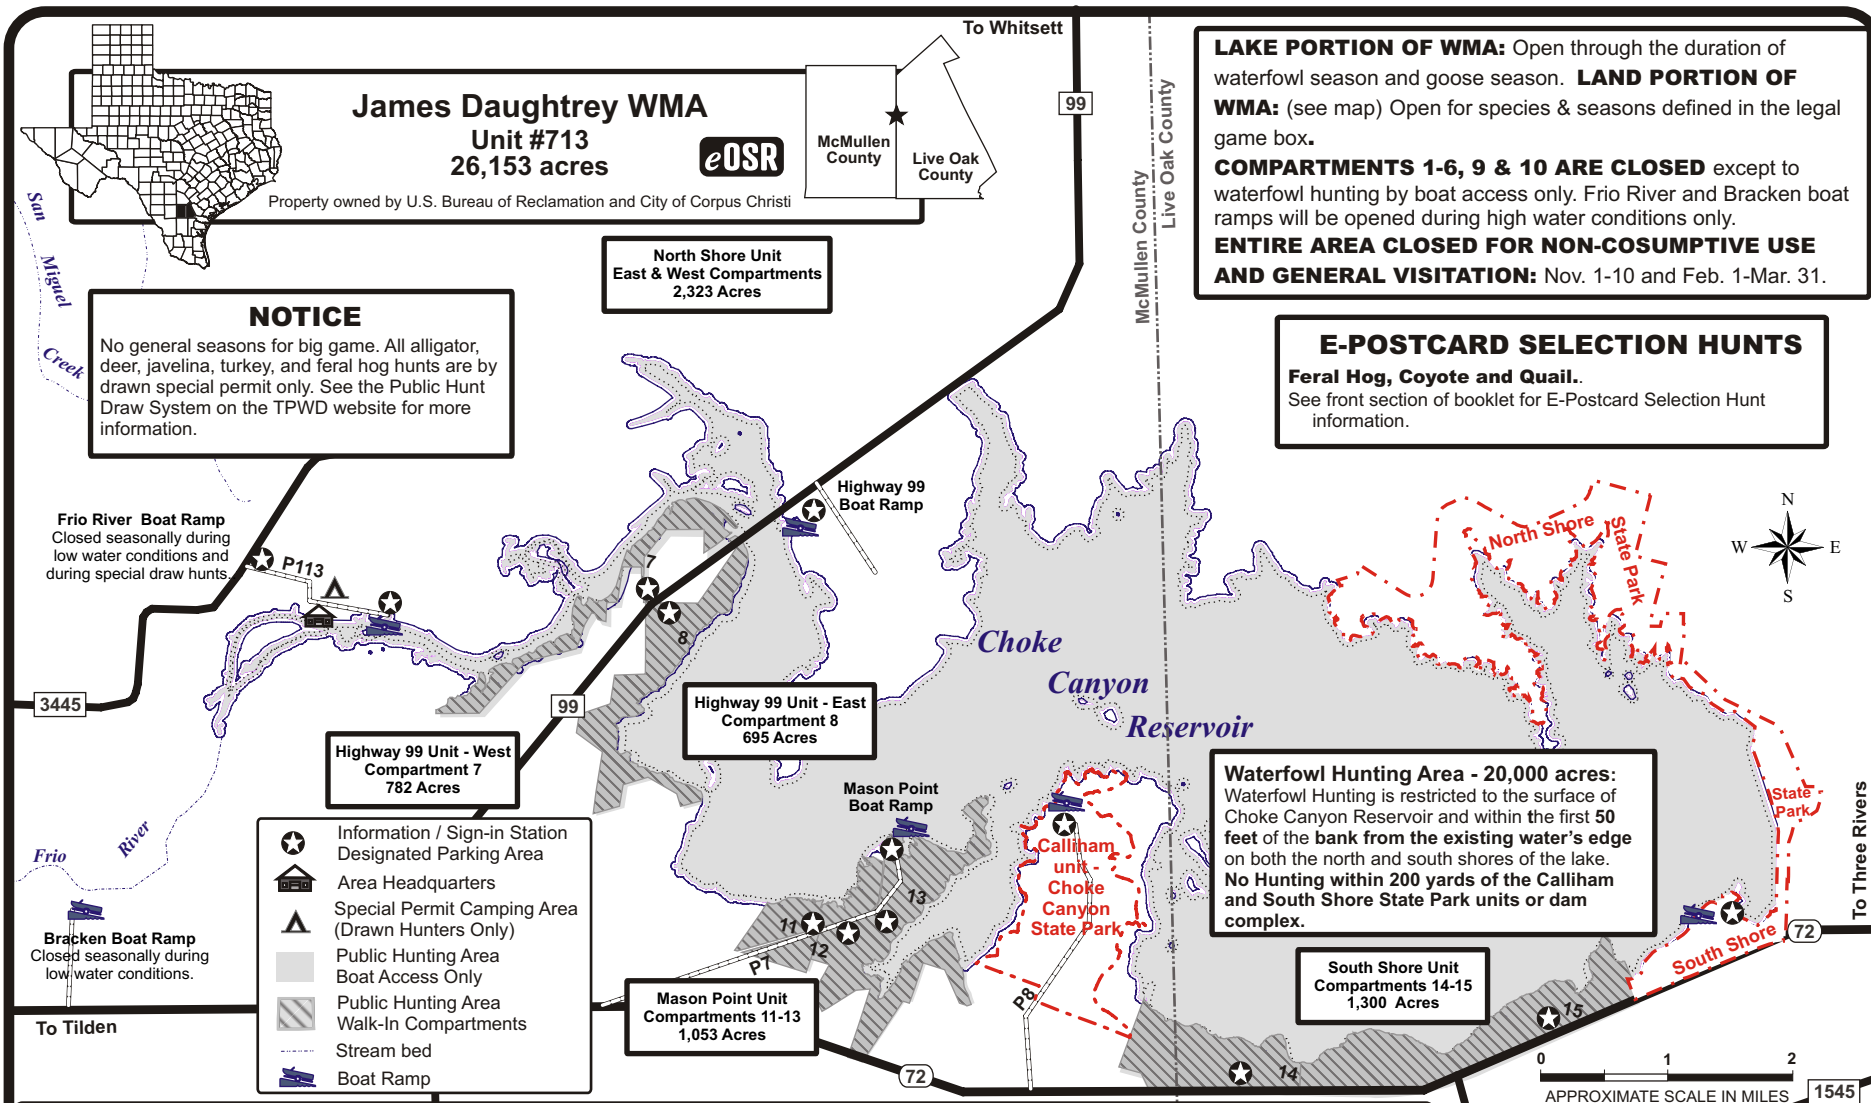 To Whitsett
99
James Daughtrey WMA
Unit #713
26,153 acres
eOSR
Property owned by U.S. Bureau of Reclamation and City of Corpus Christi
McMullen
County
Live Oak
County
McMullen County
Live Oak County
LAKE PORTION OF WMA: Open through the duration of
waterfowl season and goose season. LAND PORTION OF
WMA: (see map) Open for species & seasons defined in the legal
game box.
COMPARTMENTS 1-6, 9 & 10 ARE CLOSED except to
waterfowl hunting by boat access only. Frio River and Bracken boat
ramps will be opened during high water conditions only.
ENTIRE AREA CLOSED FOR NON-COSUMPTIVE USE
AND GENERAL VISITATION: Nov. 1-10 and Feb. 1-Mar. 31.
San
Miguel
Creek
North Shore Unit
East & West Compartments
2,323 Acres
NOTICE
No general seasons for big game. All alligator,
deer, javelina, turkey, and feral hog hunts are by
drawn special permit only. See the Public Hunt
Draw System on the TPWD website for more
information.
E-POSTCARD SELECTION HUNTS
Feral Hog, Coyote and Quail..
See front section of booklet for E-Postcard Selection Hunt
information.
Highway 99
Boat Ramp
Frio River Boat Ramp
Closed seasonally during
low water conditions and
during special draw hunts.
P113
7
8
North Shore
State Park
N
W
E
S
Choke
Canyon
Reservoir
3445
99
Highway 99 Unit - East
Compartment 8
695 Acres
Highway 99 Unit - West
Compartment 7
782 Acres
Mason Point
Boat Ramp
Waterfowl Hunting Area - 20,000 acres:
Waterfowl Hunting is restricted to the surface of
Choke Canyon Reservoir and within the first 50
feet of the bank from the existing water's edge
on both the north and south shores of the lake.
No Hunting within 200 yards of the Calliham
and South Shore State Park units or dam
complex.
State
Park
To Three Rivers
Frio
River
Information / Sign-in Station
Designated Parking Area
Area Headquarters
Special Permit Camping Area
(Drawn Hunters Only)
Public Hunting Area
Boat Access Only
Public Hunting Area
Walk-In Compartments
Stream bed
Boat Ramp
Calliham
unit -
Choke
Canyon
State Park
13
11
12
P7
P8
Bracken Boat Ramp
Closed seasonally during
low water conditions.
South Shore
72
South Shore Unit
Compartments 14-15
1,300 Acres
Mason Point Unit
Compartments 11-13
1,053 Acres
15
14
To Tilden
72
0
1
2
APPROXIMATE SCALE IN MILES
1545